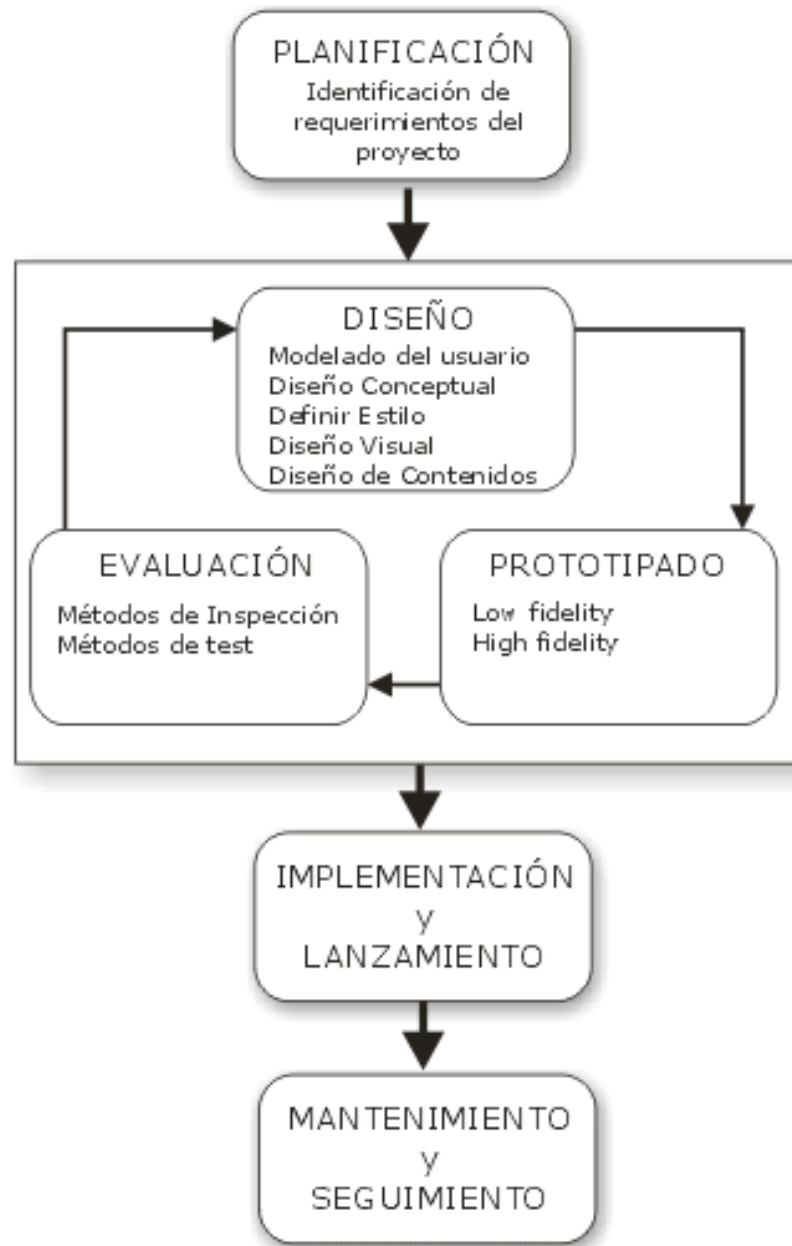 PLANIFICACIÓN
Identificación de
requerimientos del
proyecto
DISEÑO
Modelado del usuario
Diseño Conceptual
Definir Estilo
Diseño Visual
Diseño de Contenidos
EVALUACIÓN
Métodos de Inspección
Métodos de test
PROTOTIPADO
Low fidelity
High fidelity
IMPLEMENTACIÓN
y
LANZAMIENTO
MANTENIMIENTO
y
SEGUIMIENTO